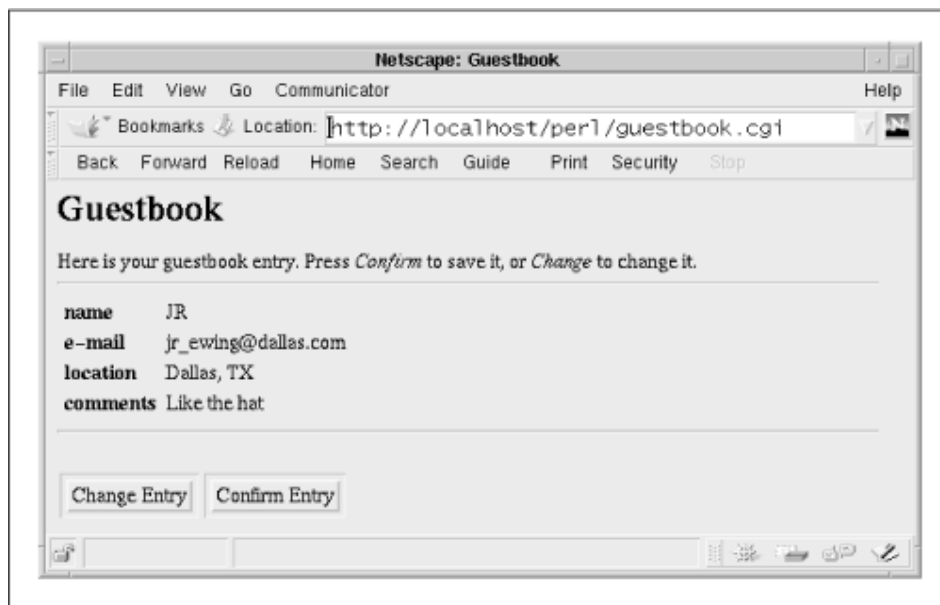 Netscape: Guestbook
File Edit View Go Communicator Help
Bookmarks Location: http://localhost/perl/guestbook.cgi N
Back Forward Reload Home Search Guide Print Security Stop
Guestbook
Here is your guestbook entry. Press Confirm to save it, or Change to change it.
name JR
e-mail jr_ewing@dallas.com
location Dallas, TX
comments Like the hat
Change Entry Confirm Entry